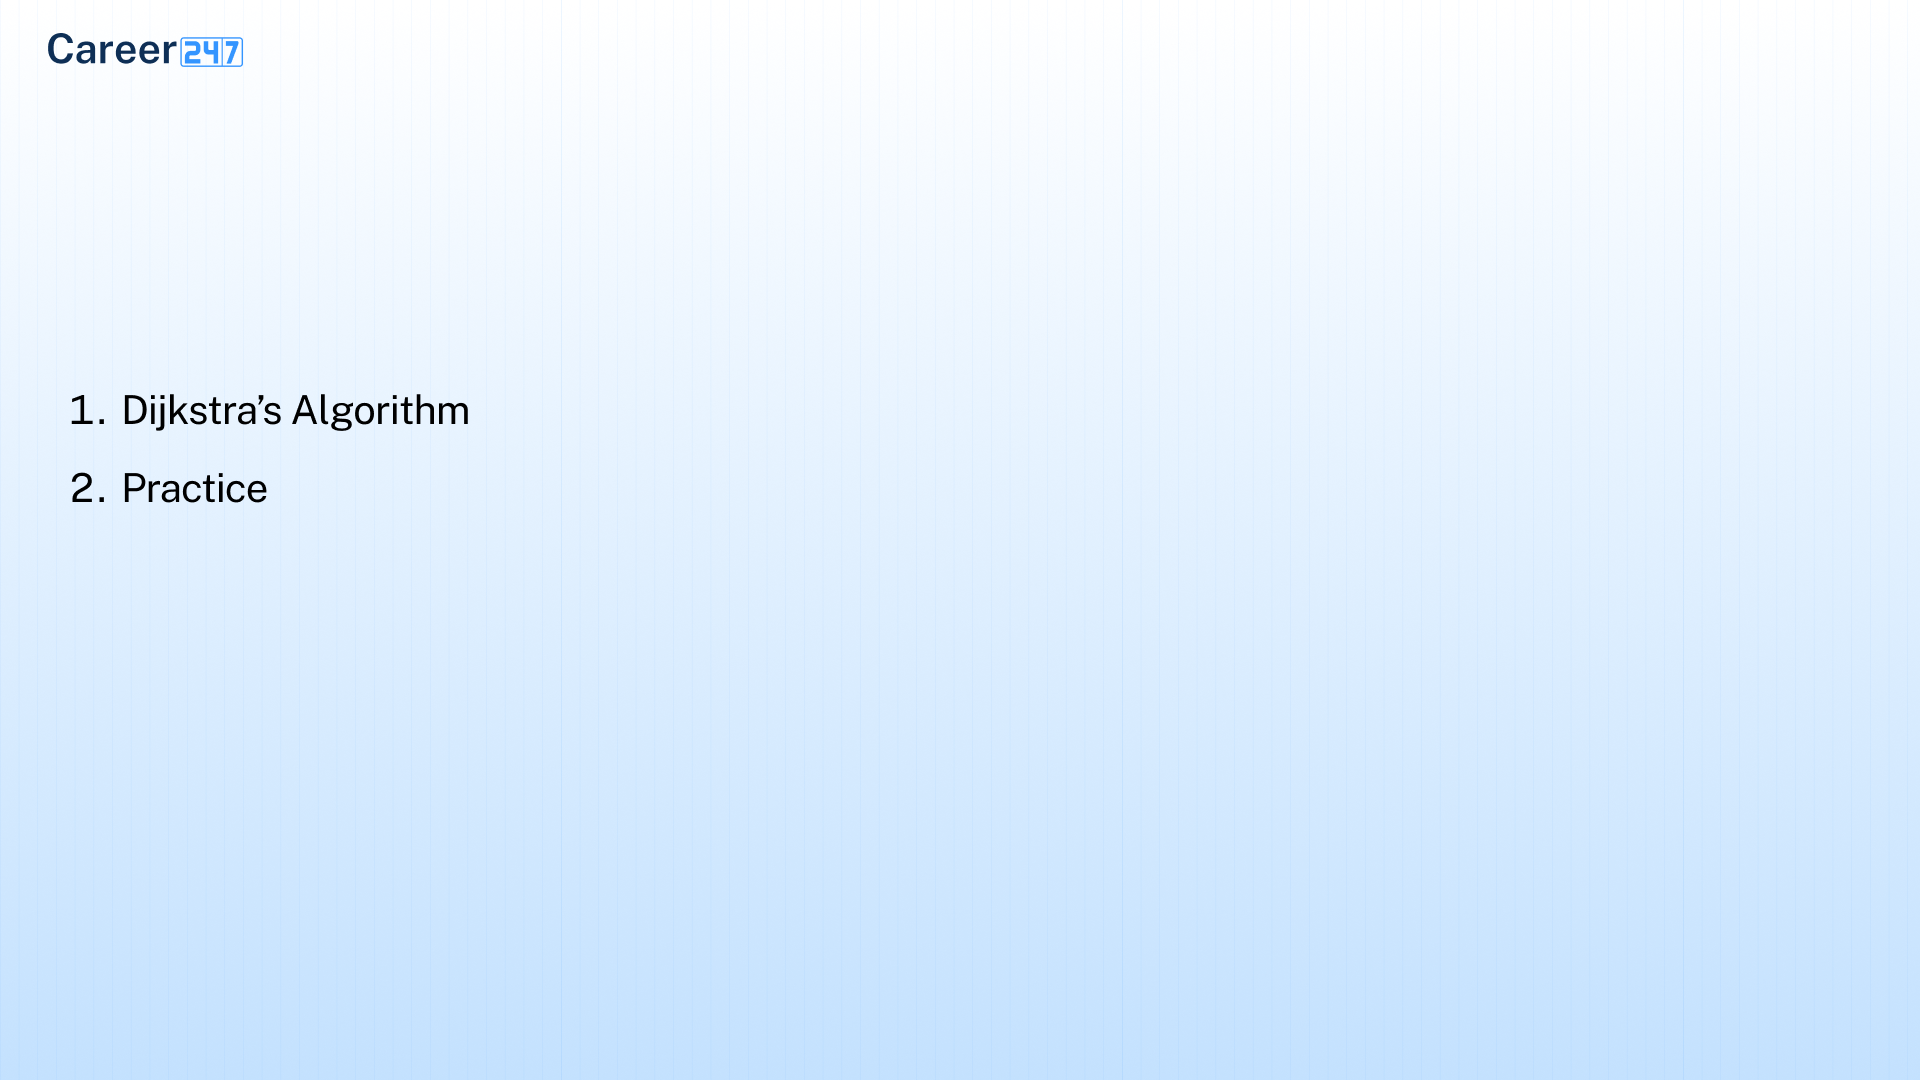 Career247
1. Dijkstra’s Algorithm
2. Practice